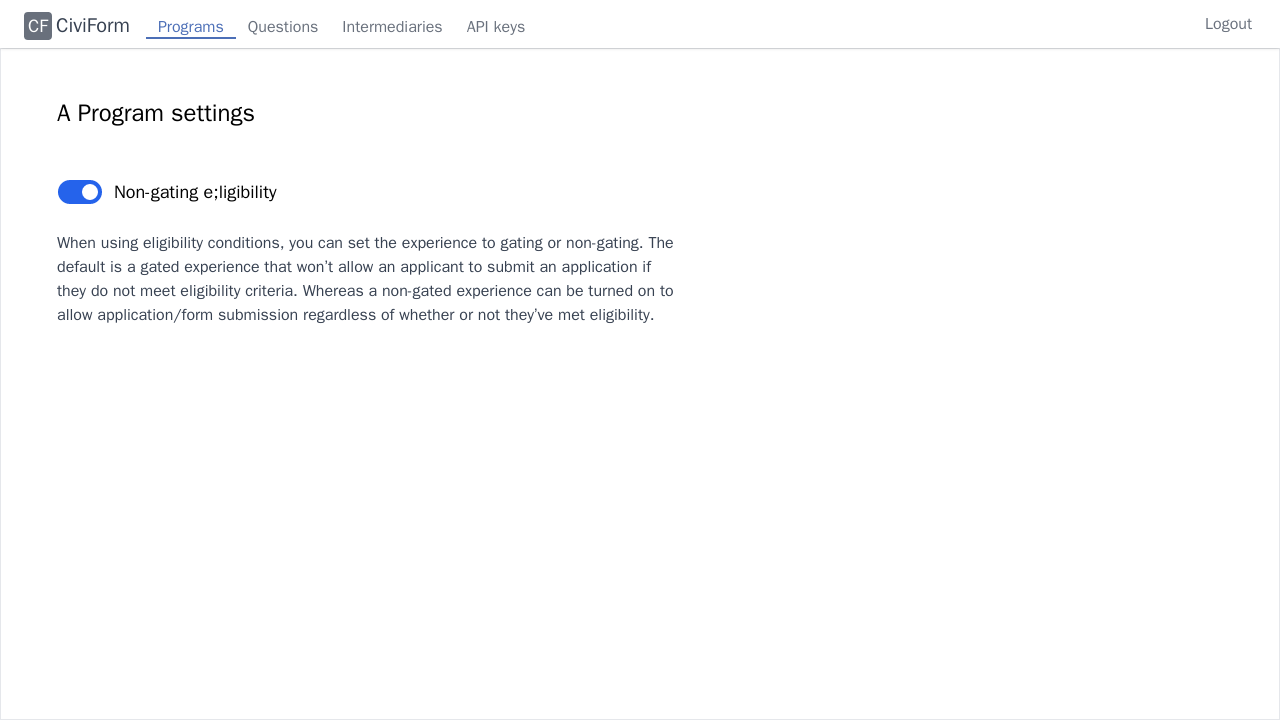 CF CiviForm Programs Questions Intermediaries API keys Logout
A Program settings
Non-gating e;ligibility
When using eligibility conditions, you can set the experience to gating or non-gating. The
default is a gated experience that won't allow an applicant to submit an application if
they do not meet eligibility criteria. Whereas a non-gated experience can be turned on to
allow application/form submission regardless of whether or not they've met eligibility.